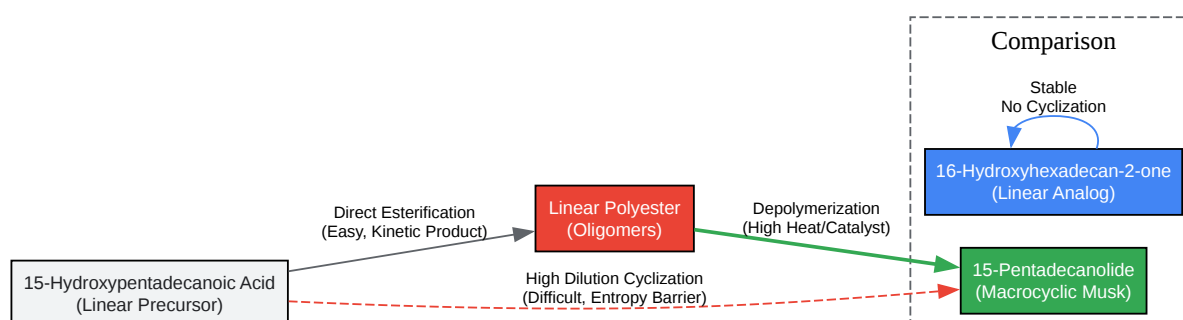 Comparison
Stable
No Cyclization
16-Hydroxyhexadecan-2-one
(Linear Analog)
Linear Polyester
(Oligomers)
Direct Esterification
(Easy, Kinetic Product)
Depolymerization
(High Heat/Catalyst)
15-Hydroxypentadecanoic Acid
(Linear Precursor)
High Dilution Cyclization
(Difficult, Entropy Barrier)
15-Pentadecanolide
(Macrocyclic Musk)